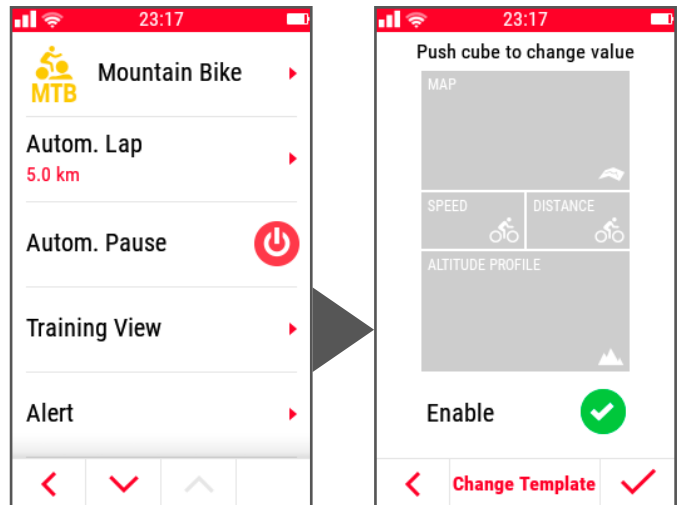 23:17
MTB
Mountain Bike
Autom. Lap
5.0 km
Autom. Pause
Training View
Alert
23:17
Push cube to change value
MAP
SPEED
DISTANCE
ALTITUDE PROFILE
Enable
Change Template